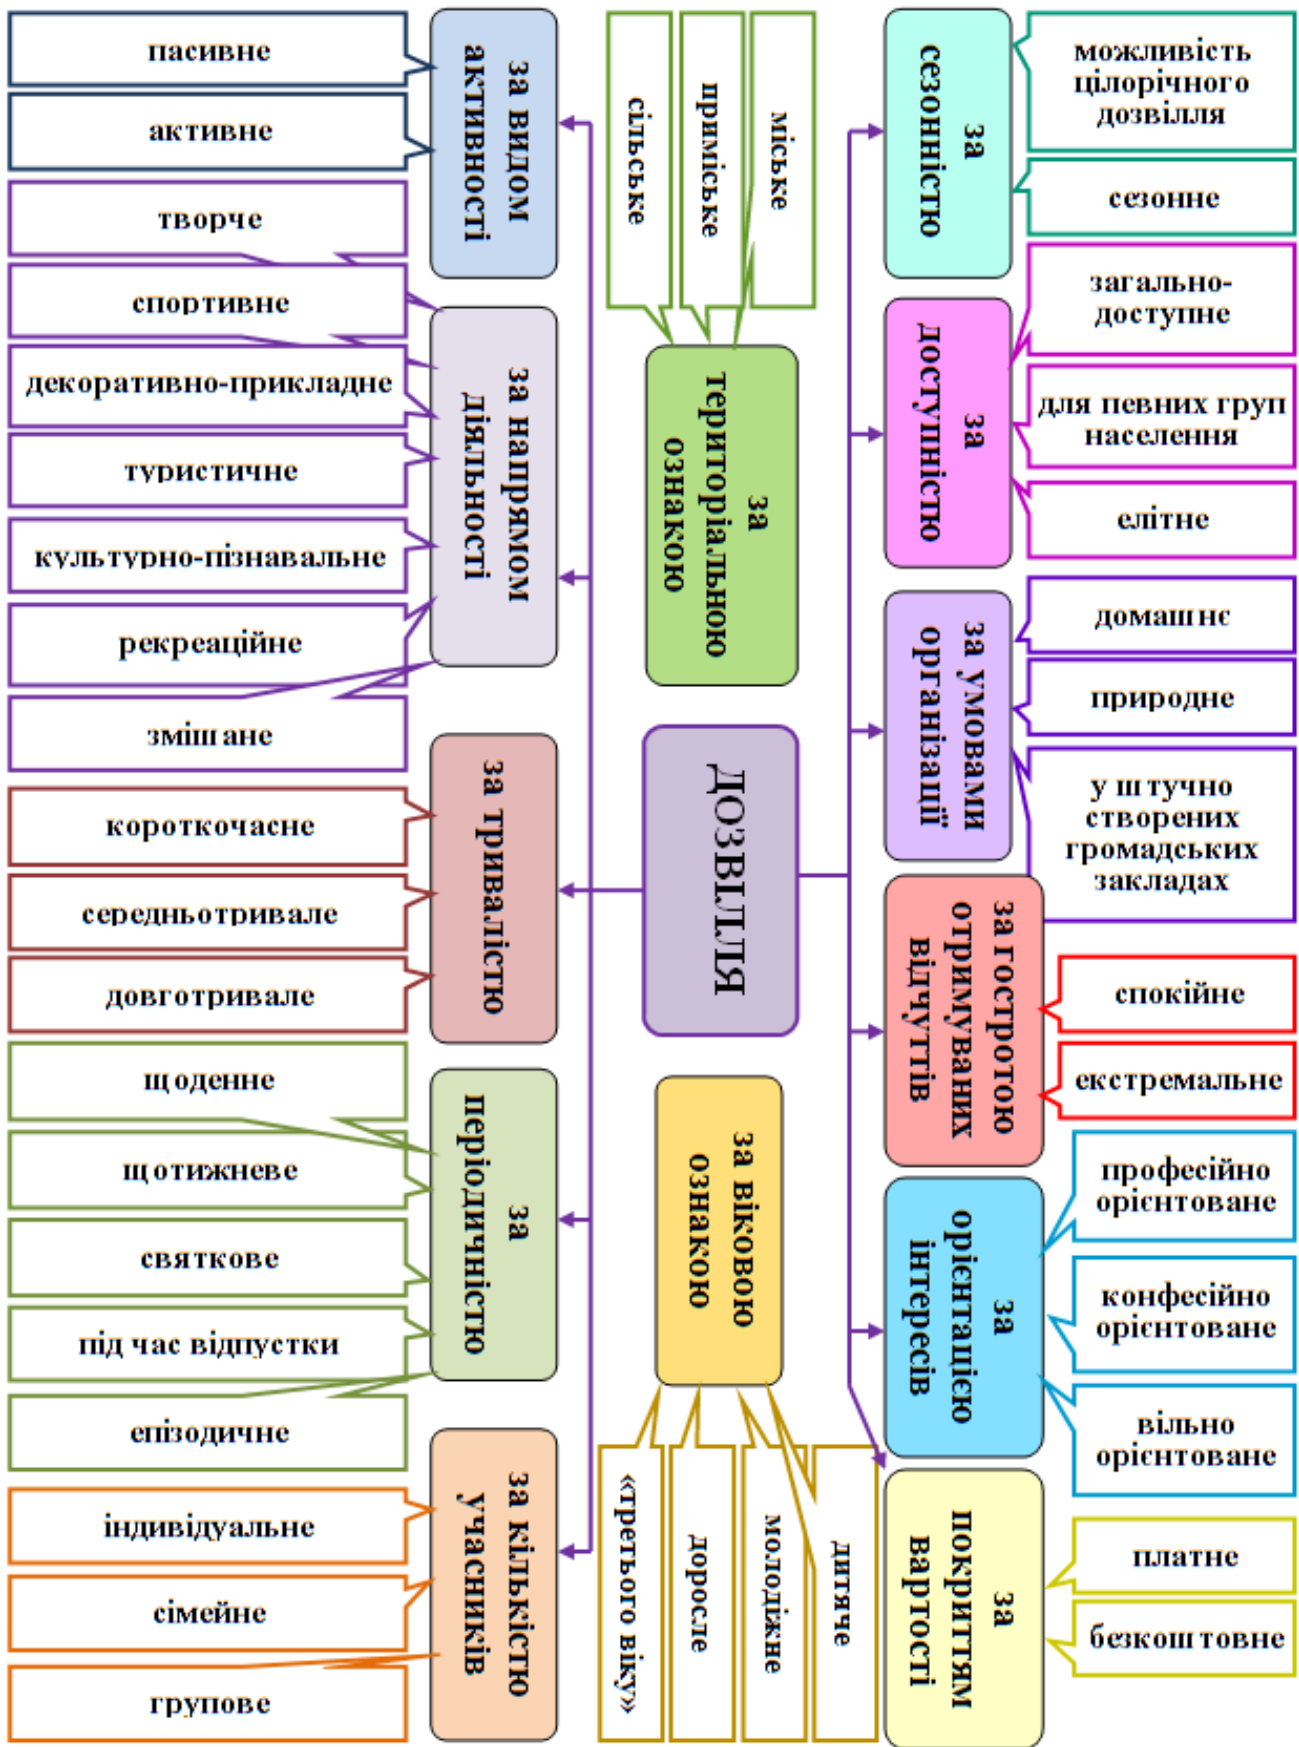 ДОЗВІЛЛЯ
за видом
активності
пасивне
активне
за напрямом
діяльності
творче
спортивне
декоративно-прикладне
туристичне
культурно-пізнавальне
рекреаційне
змішане
за тривалістю
короткочасне
середньотривале
довготривале
за
періодичністю
щоденне
щотижневе
святкове
під час відпустки
епізодичне
за кількістю
учасників
індивідуальне
сімейне
групове
за
територіальною
ознакою
міське
приміське
сільське
за віковою
ознакою
дитяче
молодіжне
доросле
«третього віку»
за
сезонністю
можливість
цілорічного
дозвілля
сезонне
за
доступністю
загально-
доступне
для певних груп
населення
елітне
за умовами
організації
домашнє
природне
у штучно
створених
громадських
закладах
за гостротою
отримуваних
відчуттів
спокійне
екстремальне
за
орієнтацією
інтересів
професійно
орієнтоване
конфесійно
орієнтоване
вільно
орієнтоване
за
покриттям
вартості
платне
безкоштовне